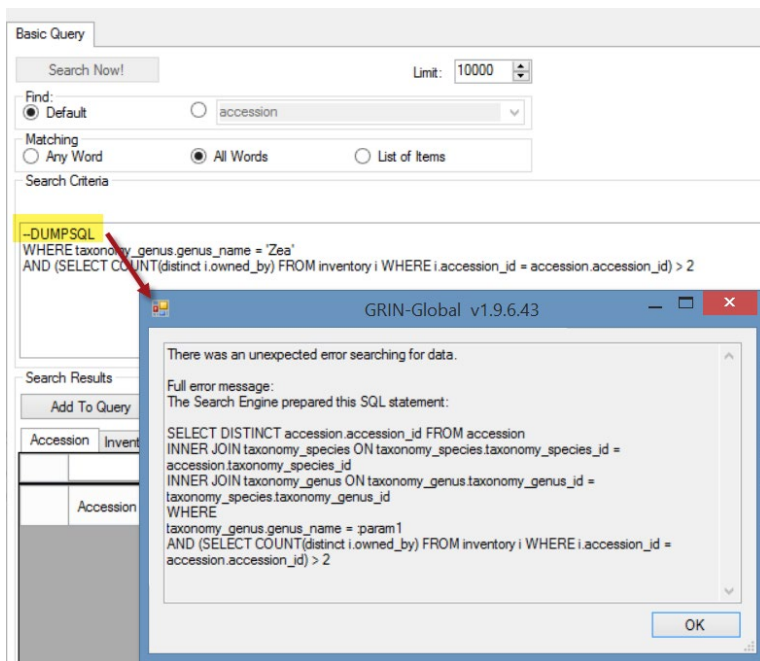 Basic Query
Search Now!
Limit: 10000
Find:
Default
accession
Matching
Any Word
All Words
List of Items
Search Criteria
--DUMPSQL
WHERE taxonomy_genus.genus_name = 'Zea'
AND (SELECT COUNT(distinct i.owned_by) FROM inventory i WHERE i.accession_id = accession.accession_id) > 2
GRIN-Global v1.9.6.43
There was an unexpected error searching for data.
Full error message:
The Search Engine prepared this SQL statement:
SELECT DISTINCT accession.accession_id FROM accession
INNER JOIN taxonomy_species ON taxonomy_species.taxonomy_species_id =
accession.taxonomy_species_id
INNER JOIN taxonomy_genus ON taxonomy_genus.taxonomy_genus_id =
taxonomy_species.taxonomy_genus_id
WHERE
taxonomy_genus.genus_name = :param1
AND (SELECT COUNT(distinct i.owned_by) FROM inventory i WHERE i.accession_id =
accession.accession_id) > 2
OK
Search Results
Add To Query
Accession
Invent
Accession